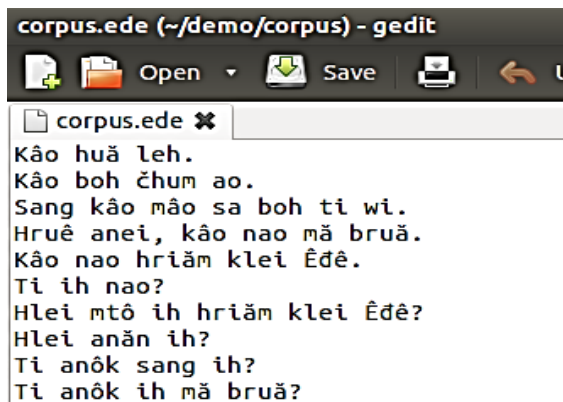 corpus.ede (~/demo/corpus) - gedit
Open Save
corpus.ede
Kâo huă leh.
Kâo boh čhum ao.
Sang kâo mâo sa boh ti wi.
Hruê anei, kâo nao mă bruă.
Kâo nao hriăm klei Êđê.
Ti ih nao?
Hlei mtô ih hriăm klei Êđê?
Hlei anăn ih?
Ti anôk sang ih?
Ti anôk ih mă bruă?